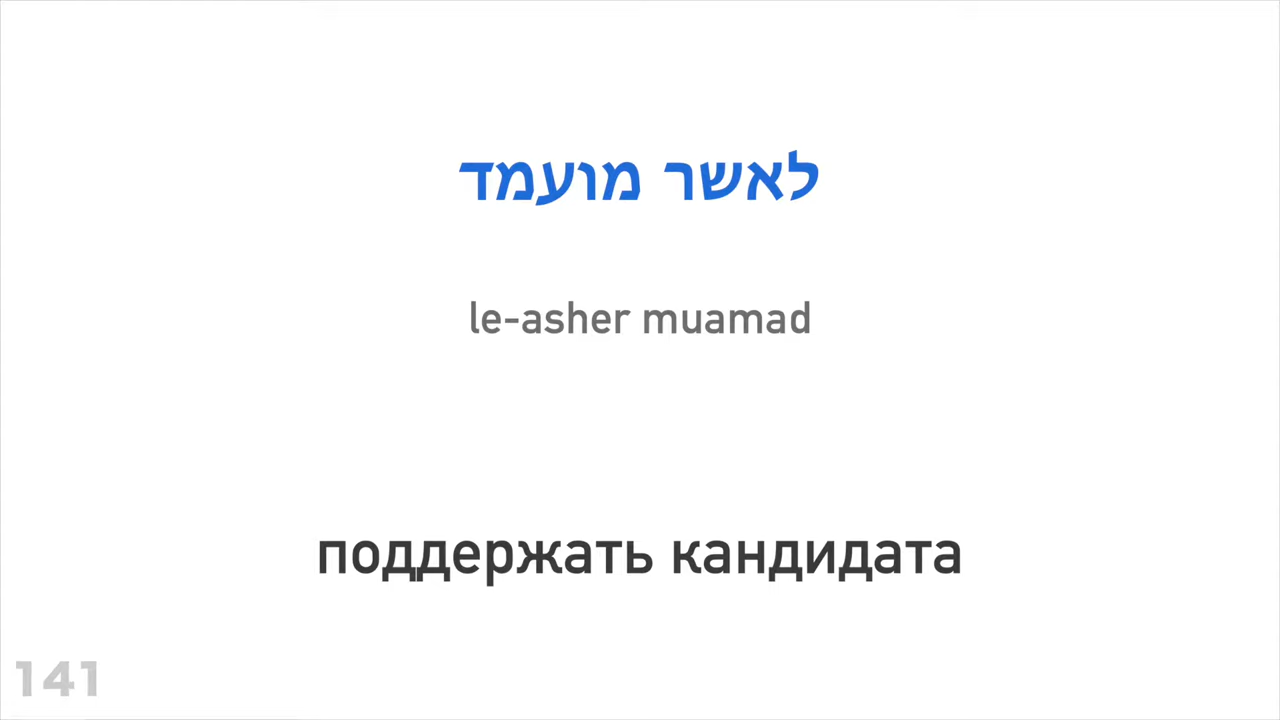 לאשר מועמד
le-asher muamad
поддержать кандидата
141